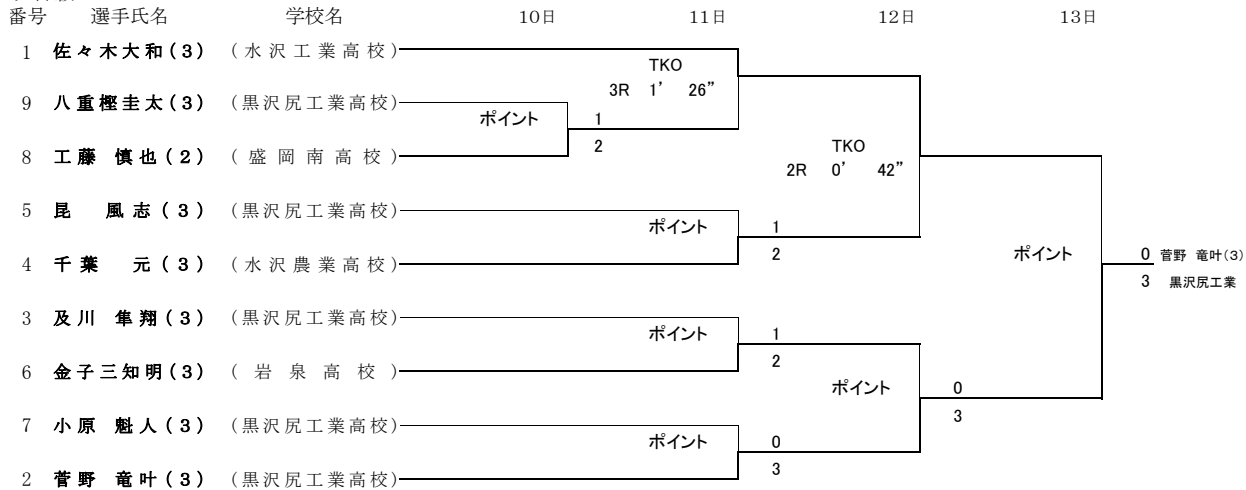 番号 選手氏名 学校名 10日 11日 12日 13日
1 佐々木大和(3) (水沢工業高校)
TKO
3R 1’ 26”
9 八重樫圭太(3) (黒沢尻工業高校)
ポイント 1
2
8 工藤 慎也(2) (盛岡南高校)
TKO
2R 0’ 42”
5 昆 風志(3) (黒沢尻工業高校)
ポイント 1
2
4 千葉 元(3) (水沢農業高校)
ポイント 0 菅野 竜叶(3)
3 黒沢尻工業
3 及川 隼翔(3) (黒沢尻工業高校)
ポイント 1
2
6 金子三知明(3) (岩泉高校)
ポイント 0
3
7 小原 魁人(3) (黒沢尻工業高校)
ポイント 0
3
2 菅野 竜叶(3) (黒沢尻工業高校)